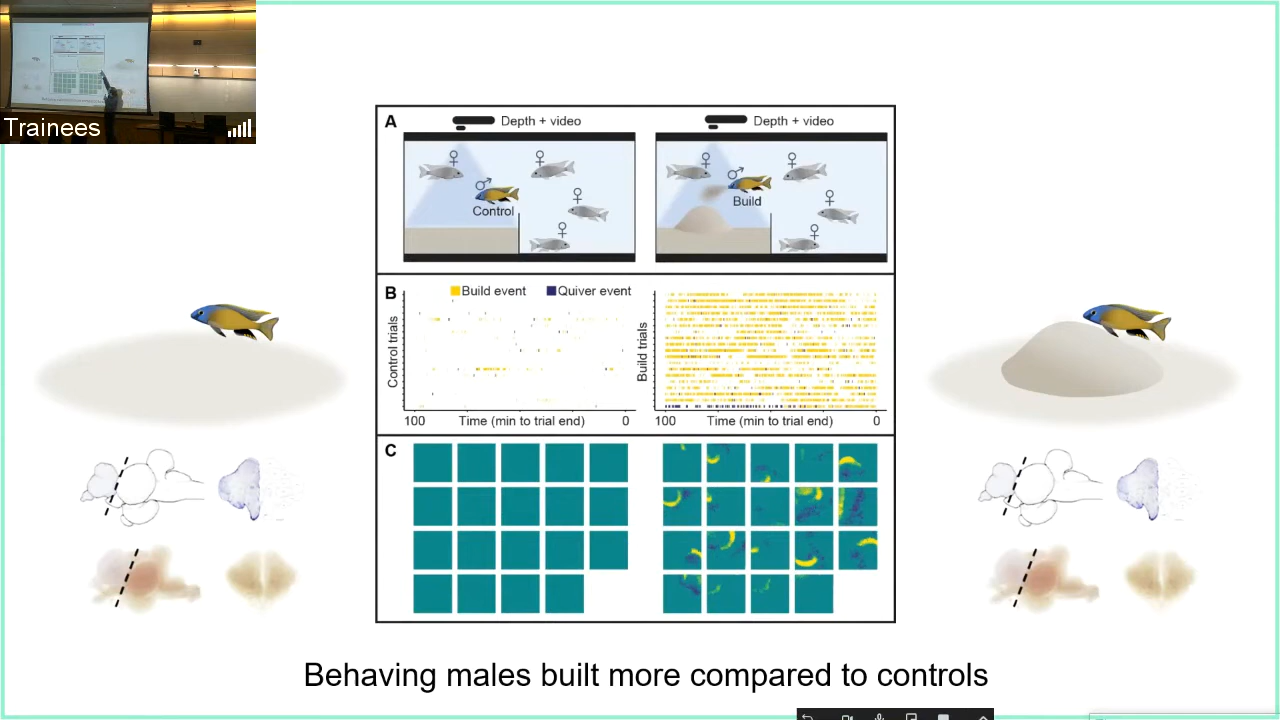 Trainees
A
Depth + video
Depth + video
♀ ♀ ♀ ♀
♂ ♂
Control
Build
♀ ♀
♀ ♀
B
Build event Quiver event
Control trials
Build trials
100 Time (min to trial end) 0
100 Time (min to trial end) 0
C
Behaving males built more compared to controls